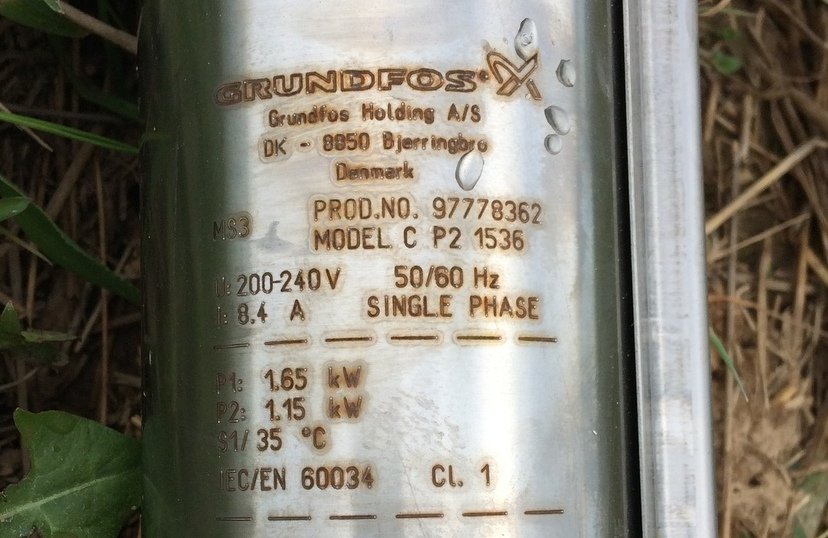 GRUNDFOS
Grundfos Holding A/S
DK - 8850 Bjerringbro
Denmark
MS3 PROD.NO. 97778362
MODEL C P2 1536
U: 200-240 V 50/60 Hz
I: 8.4 A SINGLE PHASE
P1: 1.65 kW
P2: 1.15 kW
S1/ 35 °C
IEC/EN 60034 Cl. 1